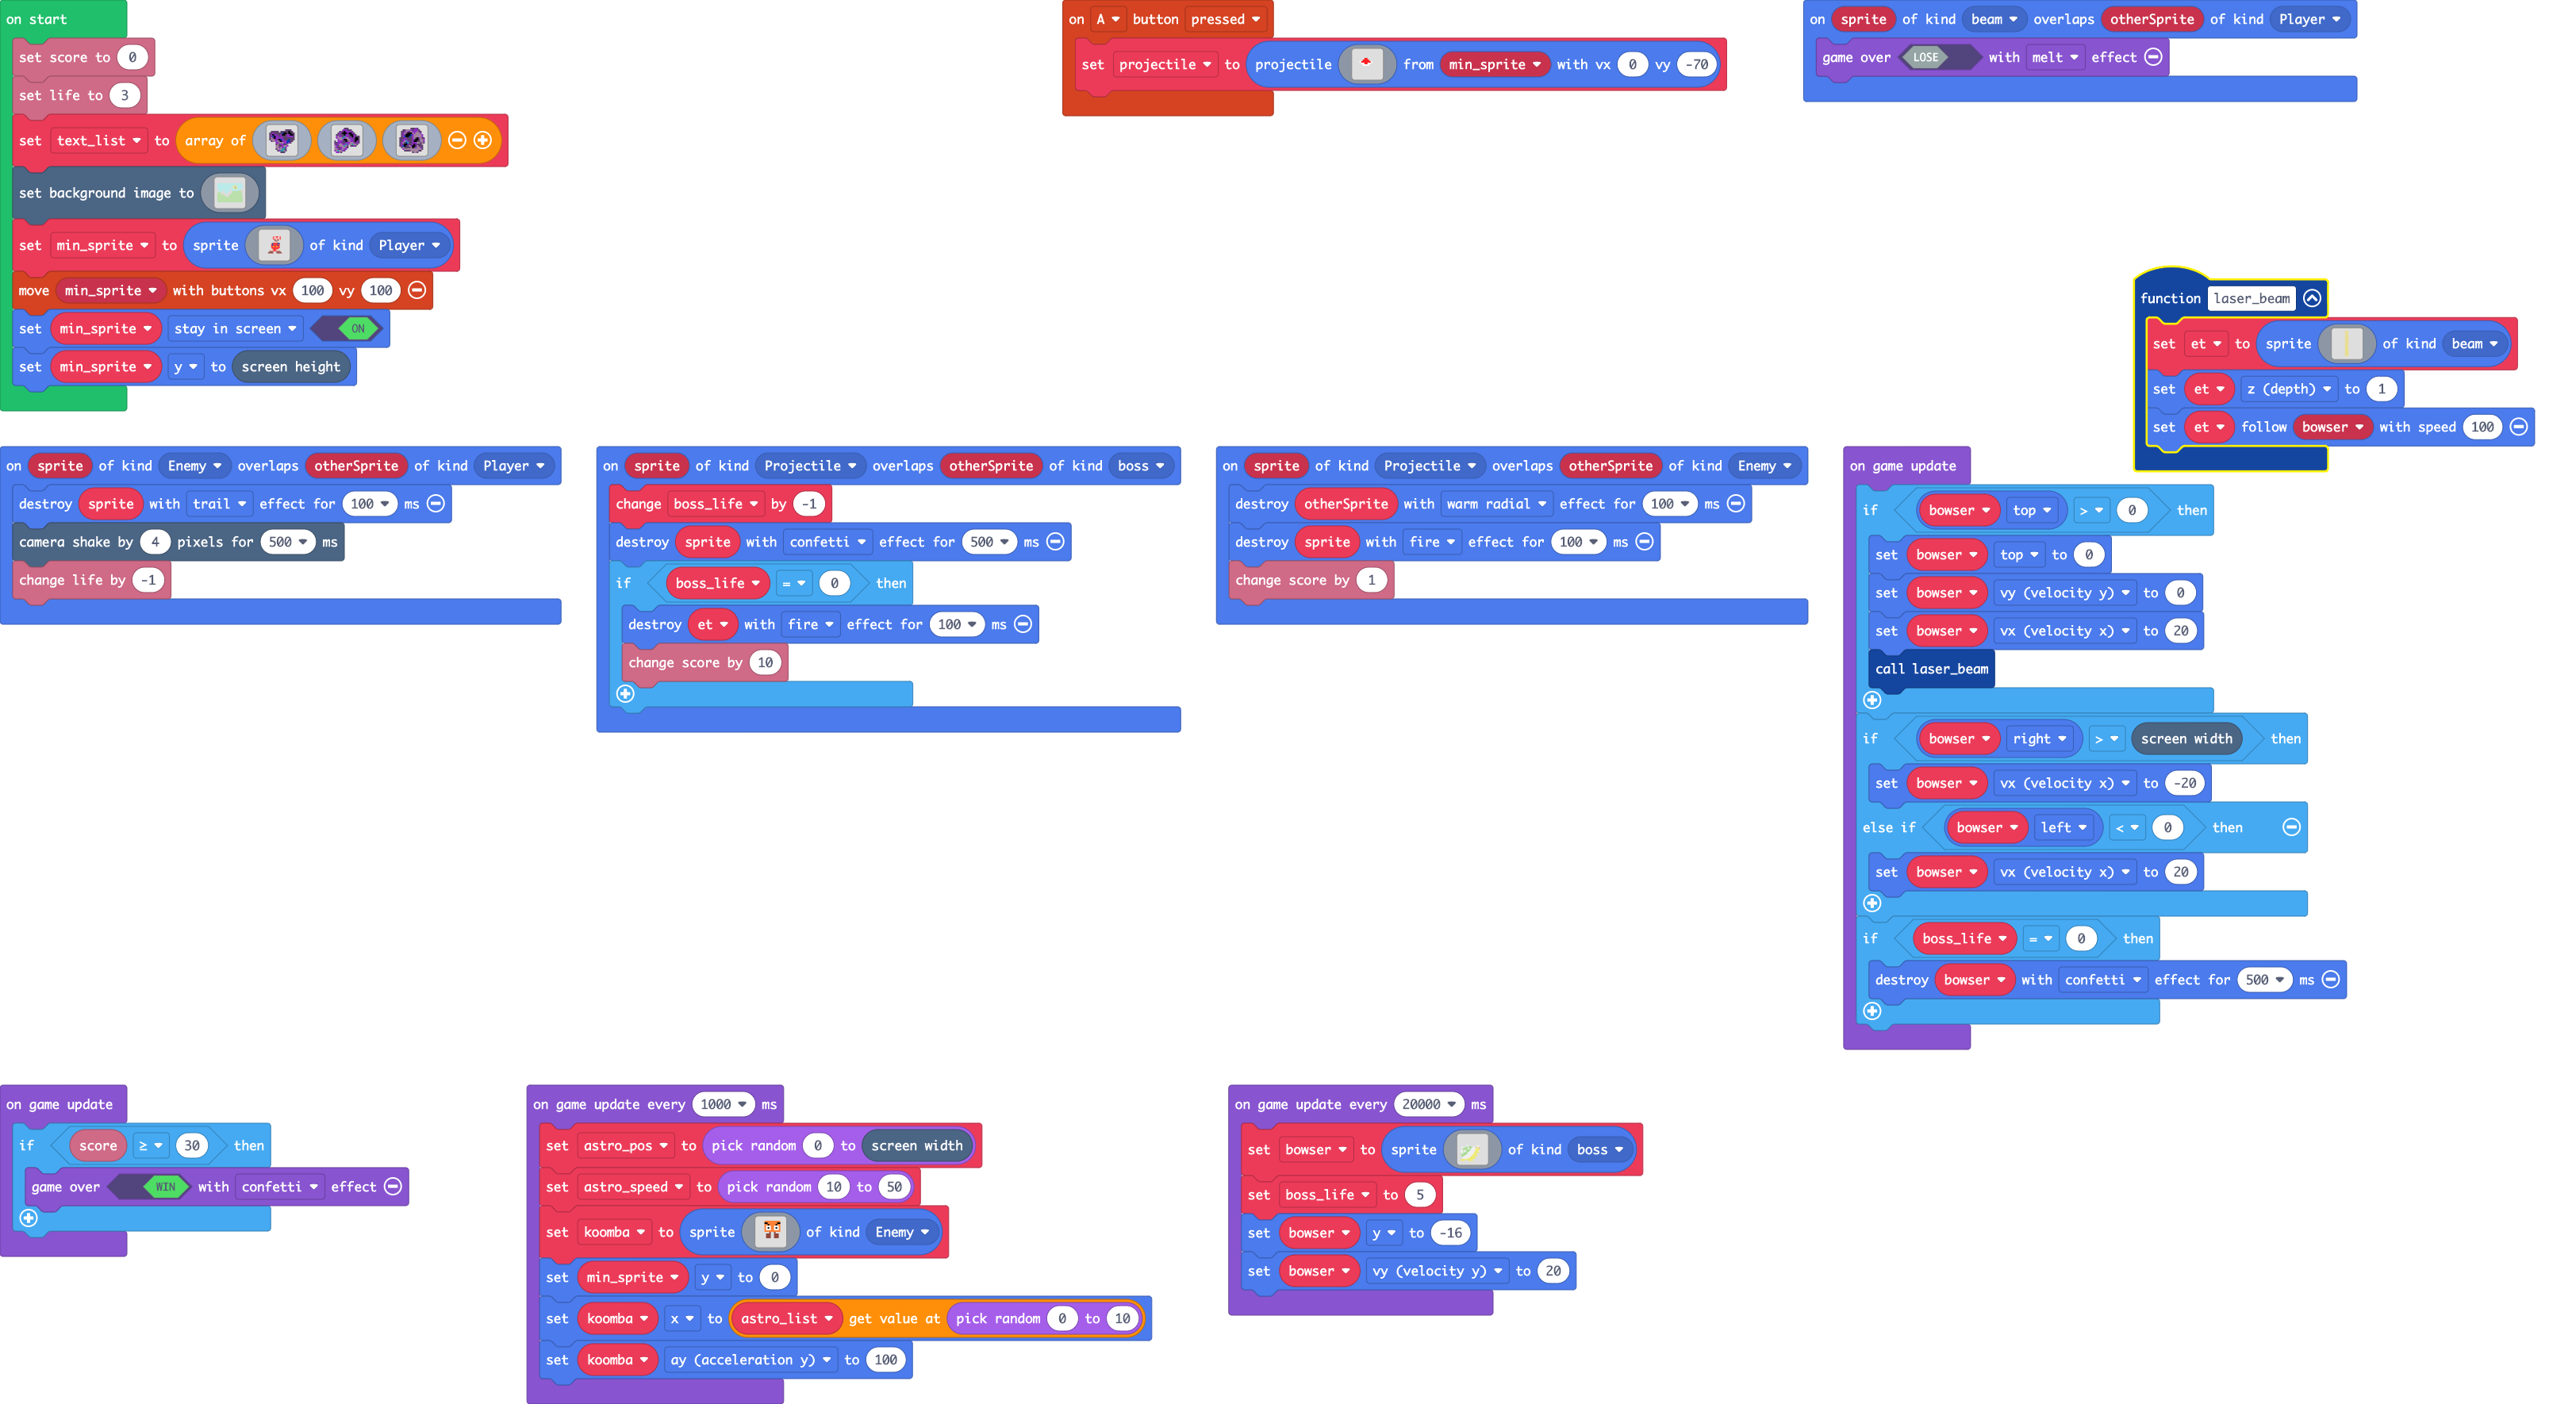 on start
set score to 0
set life to 3
set text_list to array of
set background image to
set min_sprite to sprite of kind Player
move min_sprite with buttons vx 100 vy 100
set min_sprite stay in screen ON
set min_sprite y to screen height
on A button pressed
set projectile to projectile from min_sprite with vx 0 vy -70
on sprite of kind beam overlaps otherSprite of kind Player
game over LOSE with melt effect
function laser_beam
set et to sprite of kind beam
set et z (depth) to 1
set et follow bowser with speed 100
on sprite of kind Enemy overlaps otherSprite of kind Player
destroy sprite with trail effect for 100 ms
camera shake by 4 pixels for 500 ms
change life by -1
on sprite of kind Projectile overlaps otherSprite of kind boss
change boss_life by -1
destroy sprite with confetti effect for 500 ms
if boss_life = 0 then
destroy et with fire effect for 100 ms
change score by 10
on sprite of kind Projectile overlaps otherSprite of kind Enemy
destroy otherSprite with warm radial effect for 100 ms
destroy sprite with fire effect for 100 ms
change score by 1
on game update
if bowser top > 0 then
set bowser top to 0
set bowser vy (velocity y) to 0
set bowser vx (velocity x) to 20
call laser_beam
if bowser right > screen width then
set bowser vx (velocity x) to -20
else if bowser left < 0 then
set bowser vx (velocity x) to 20
if boss_life = 0 then
destroy bowser with confetti effect for 500 ms
on game update
if score ≥ 30 then
game over WIN with confetti effect
on game update every 1000 ms
set astro_pos to pick random 0 to screen width
set astro_speed to pick random 10 to 50
set koomba to sprite of kind Enemy
set min_sprite y to 0
set koomba x to astro_list get value at pick random 0 to 10
set koomba ay (acceleration y) to 100
on game update every 20000 ms
set bowser to sprite of kind boss
set boss_life to 5
set bowser y to -16
set bowser vy (velocity y) to 20